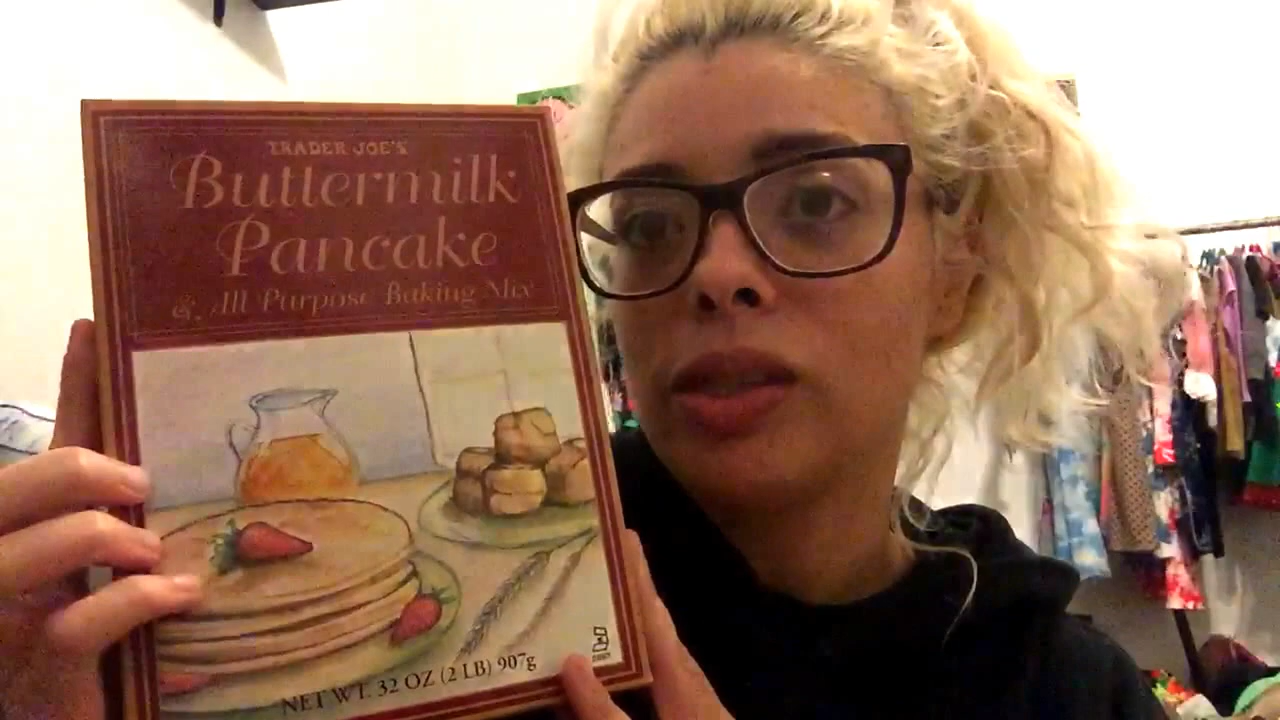 TRADER JOE'S
Buttermilk
Pancake
& All Purpose Baking Mix
NET WT. 32 OZ (2 LB) 907g